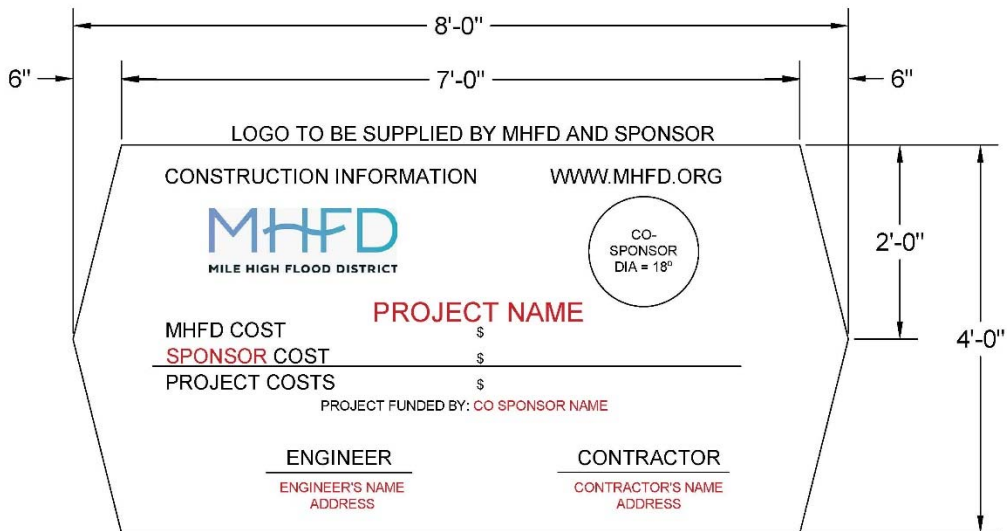 8'-0"
6"
7'-0"
6"
LOGO TO BE SUPPLIED BY MHFD AND SPONSOR
CONSTRUCTION INFORMATION
WWW.MHFD.ORG
MHFD
MILE HIGH FLOOD DISTRICT
CO-
SPONSOR
DIA = 18º
2'-0"
4'-0"
PROJECT NAME
MHFD COST $
SPONSOR COST $
PROJECT COSTS $
PROJECT FUNDED BY: CO SPONSOR NAME
ENGINEER
ENGINEER'S NAME
ADDRESS
CONTRACTOR
CONTRACTOR'S NAME
ADDRESS